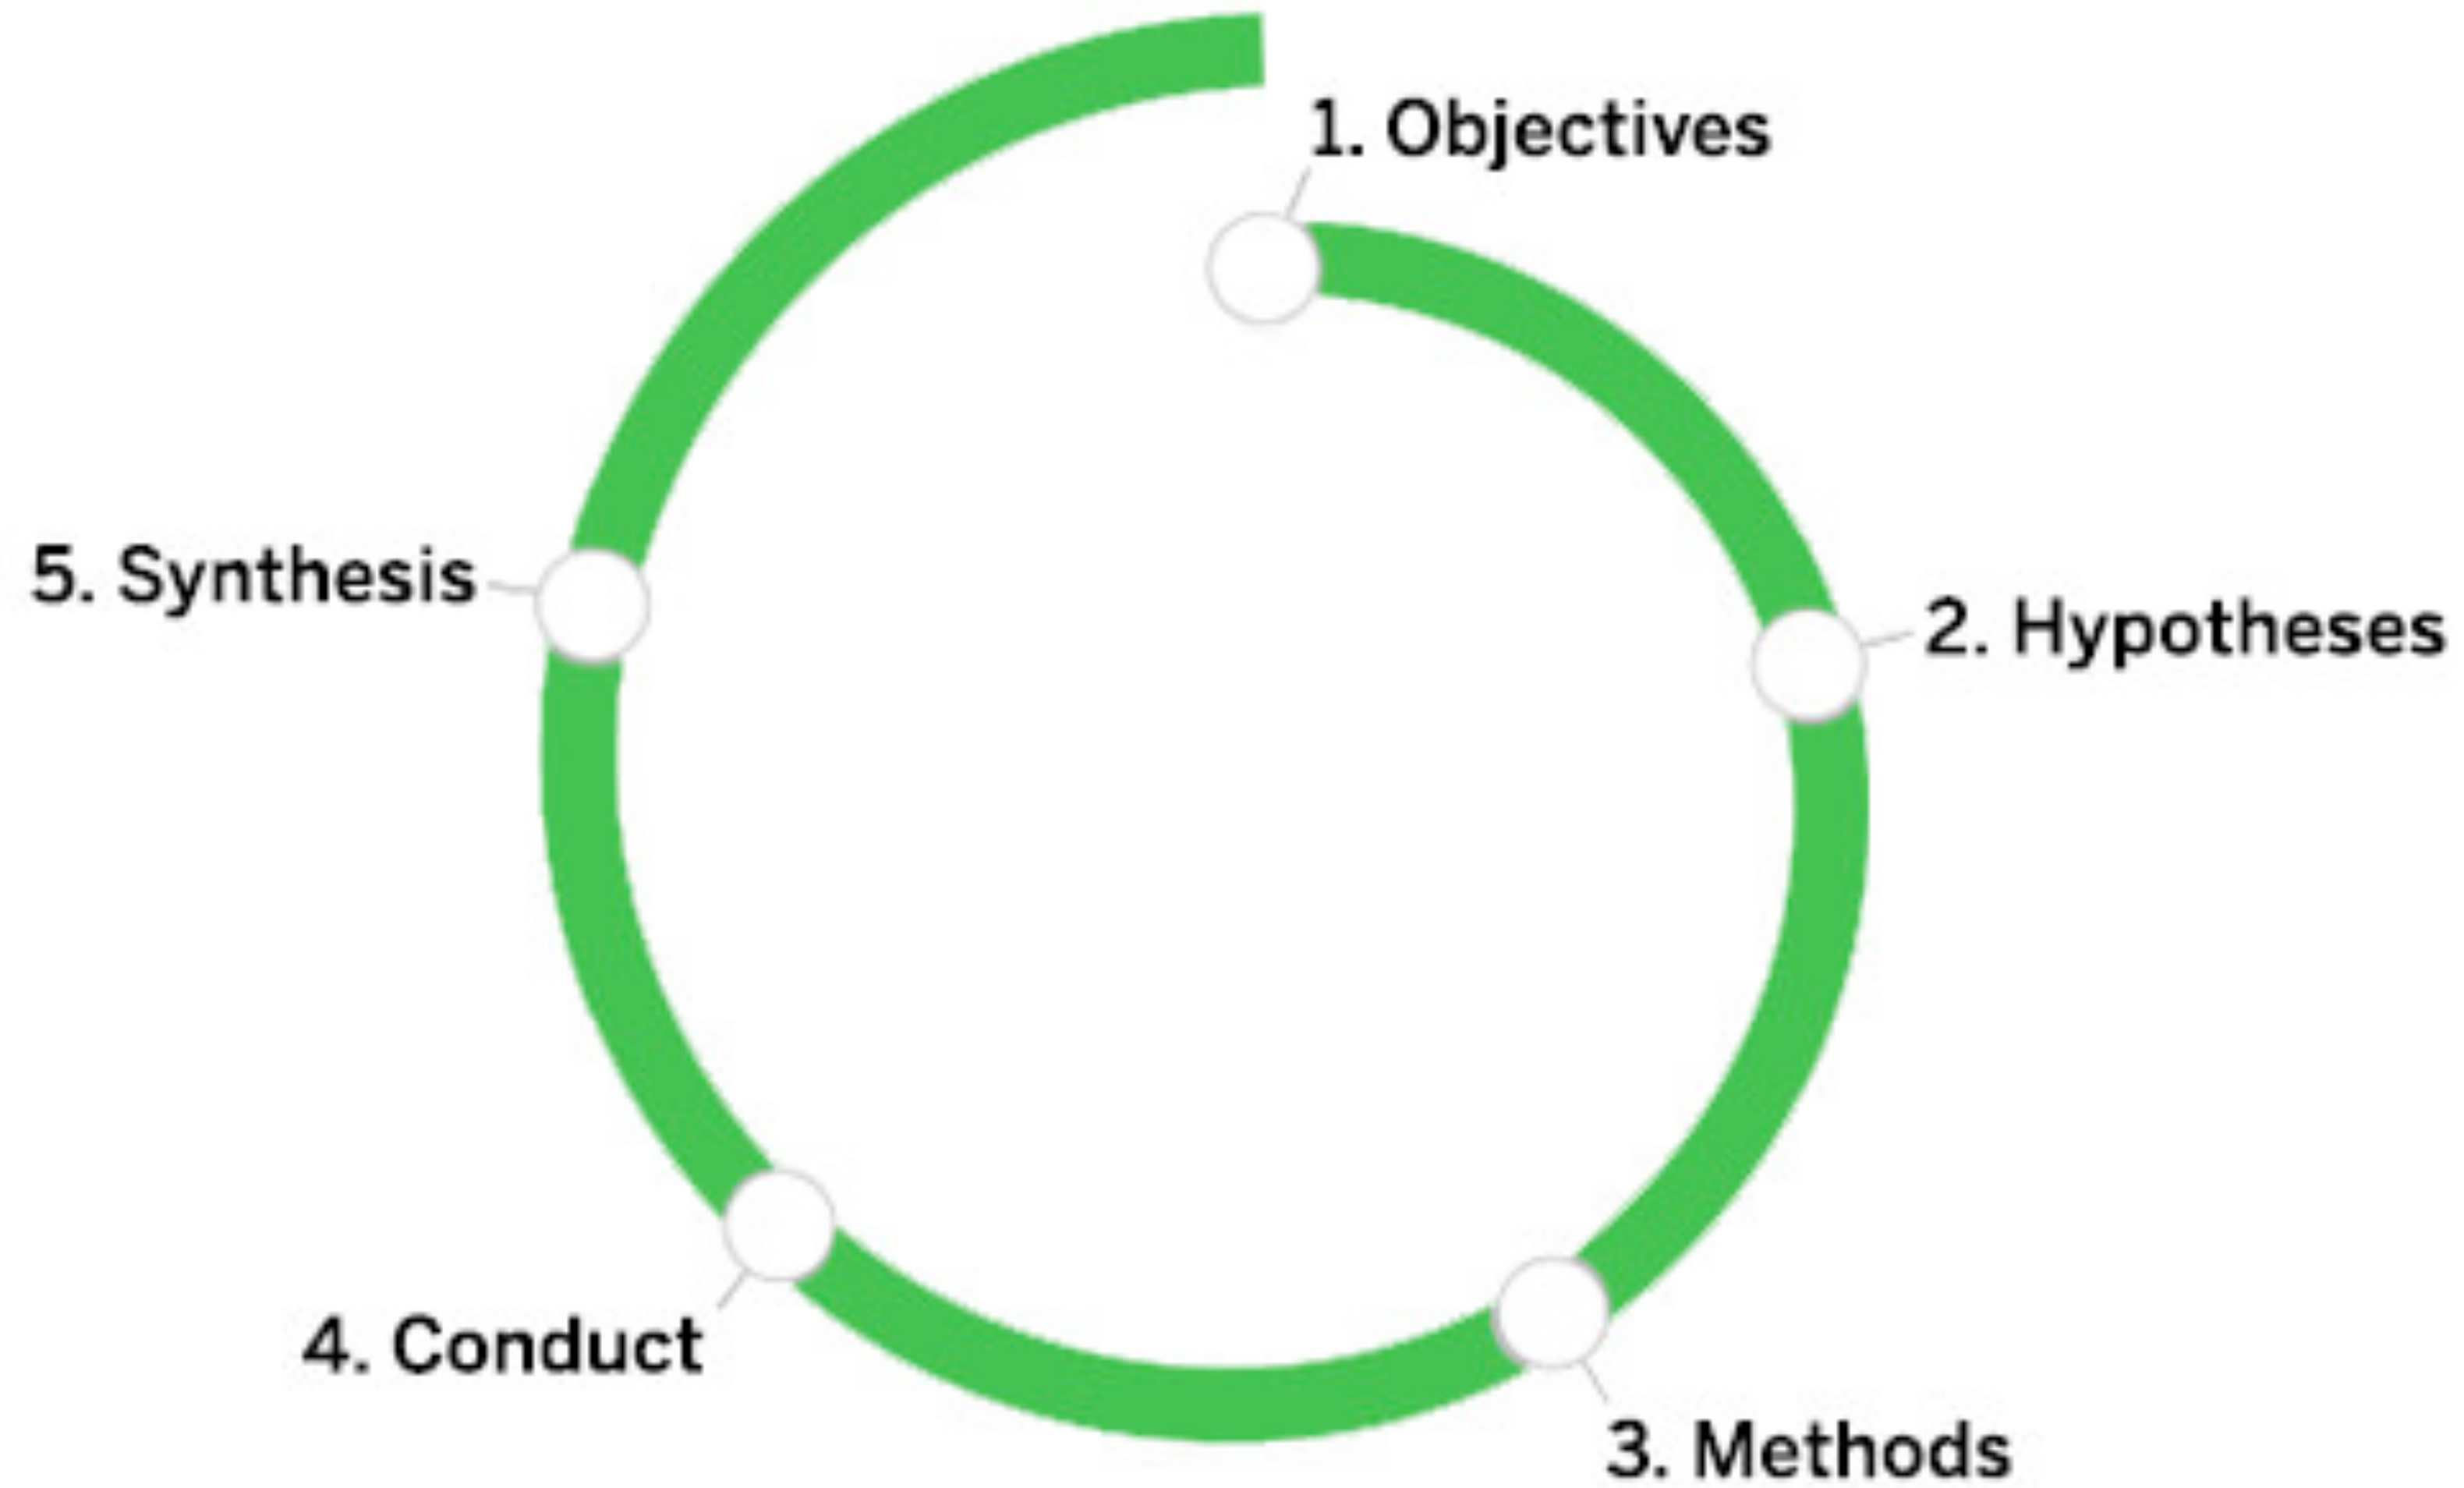 1. Objectives
2. Hypotheses
3. Methods
4. Conduct
5. Synthesis